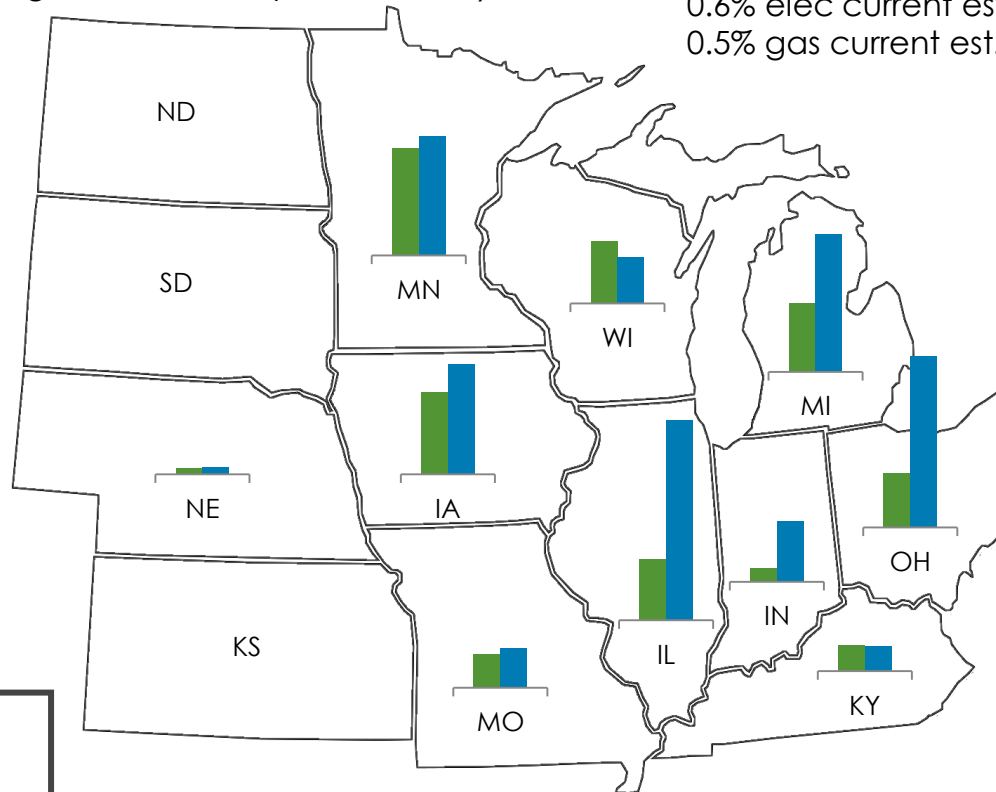 0.6% elec current es
0.5% gas current est.
ND
MN
SD
WI
MI
NE
IA
OH
IN
KS
IL
KY
MO